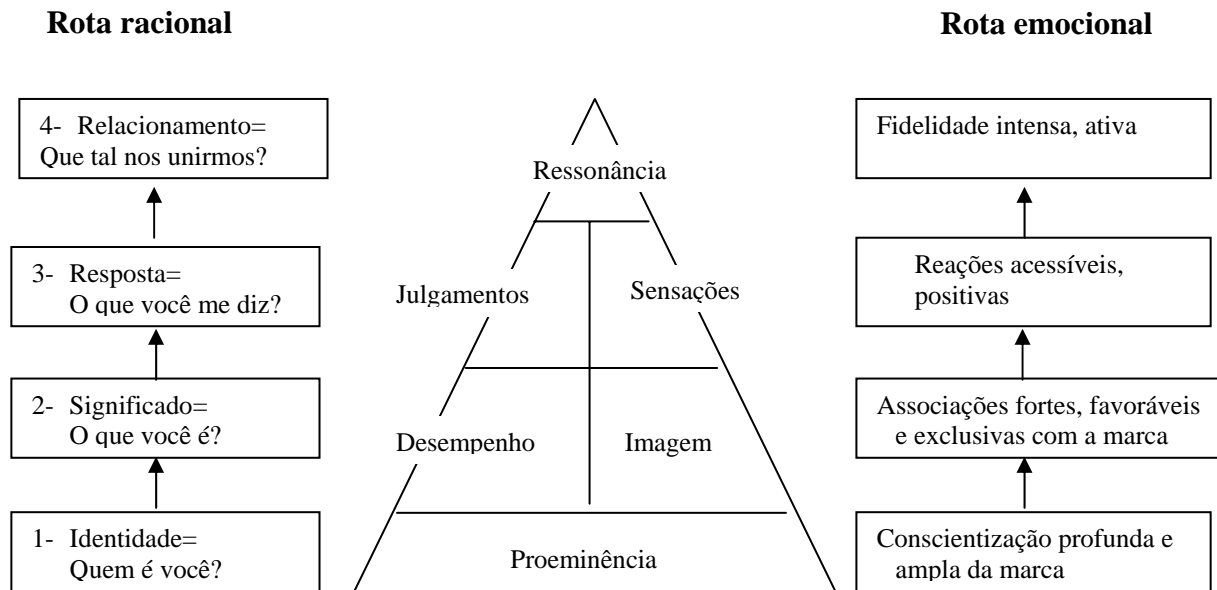 Rota racional
Rota emocional
4- Relacionamento=
Que tal nos unirmos?
3- Resposta=
O que você me diz?
2- Significado=
O que você é?
1- Identidade=
Quem é você?
Ressonância
Julgamentos
Sensações
Desempenho
Imagem
Proeminência
Fidelidade intensa, ativa
Reações acessíveis,
positivas
Associações fortes, favoráveis
e exclusivas com a marca
Conscientização profunda e
ampla da marca